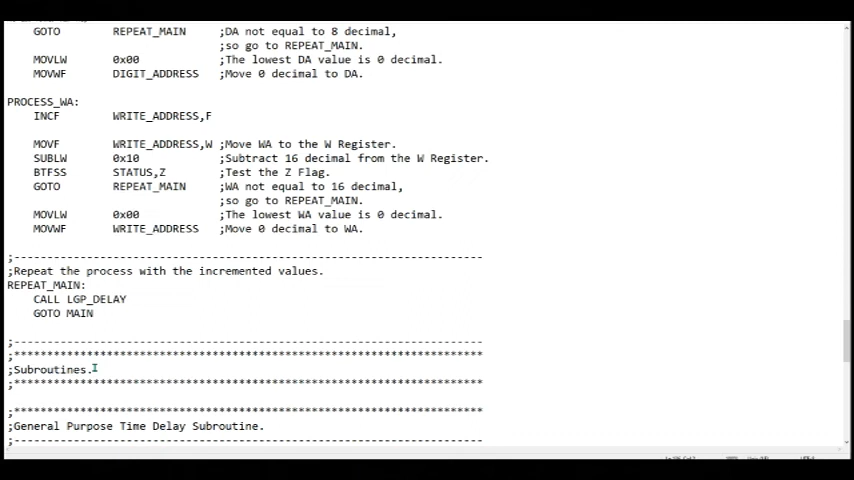 GOTO REPEAT_MAIN ;DA not equal to 8 decimal,
;so go to REPEAT_MAIN.
MOVLW 0x00 ;The lowest DA value is 0 decimal.
MOVWF DIGIT_ADDRESS ;Move 0 decimal to DA.
PROCESS_WA:
INCF WRITE_ADDRESS,F
MOVF WRITE_ADDRESS,W ;Move WA to the W Register.
SUBLW 0x10 ;Subtract 16 decimal from the W Register.
BTFSS STATUS,Z ;Test the Z Flag.
GOTO REPEAT_MAIN ;WA not equal to 16 decimal,
;so go to REPEAT_MAIN.
MOVLW 0x00 ;The lowest WA value is 0 decimal.
MOVWF WRITE_ADDRESS ;Move 0 decimal to WA.
;-----------------------------------------------------------------------
;Repeat the process with the incremented values.
REPEAT_MAIN:
CALL LGP_DELAY
GOTO MAIN
;-----------------------------------------------------------------------
;***********************************************************************
;Subroutines.
;***********************************************************************
;***********************************************************************
;General Purpose Time Delay Subroutine.
;-----------------------------------------------------------------------